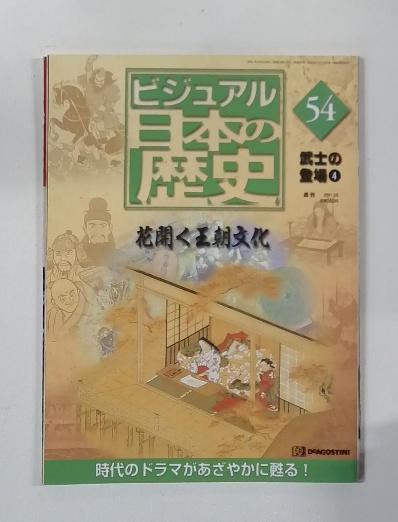 ビジュアル
日本の
歴史
54
武士の
登場4
週刊
花開く王朝文化
DeAGOSTINI
時代のドラマがあざやかに甦る!